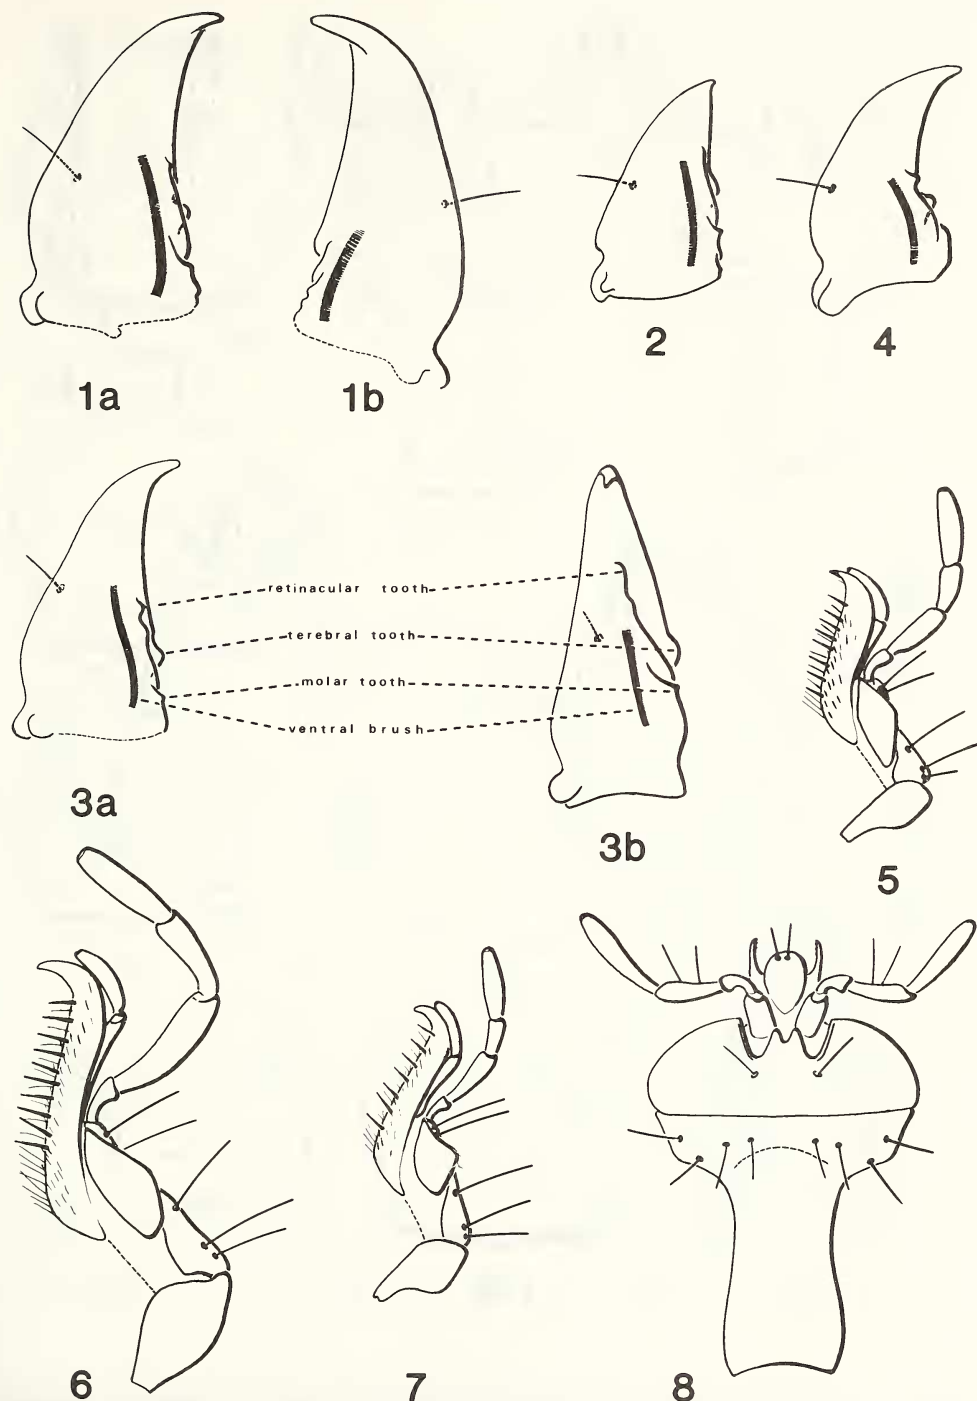 1a
1b
2
4
retinacular tooth
terebral tooth
molar tooth
ventral brush
3a
3b
5
6
7
8